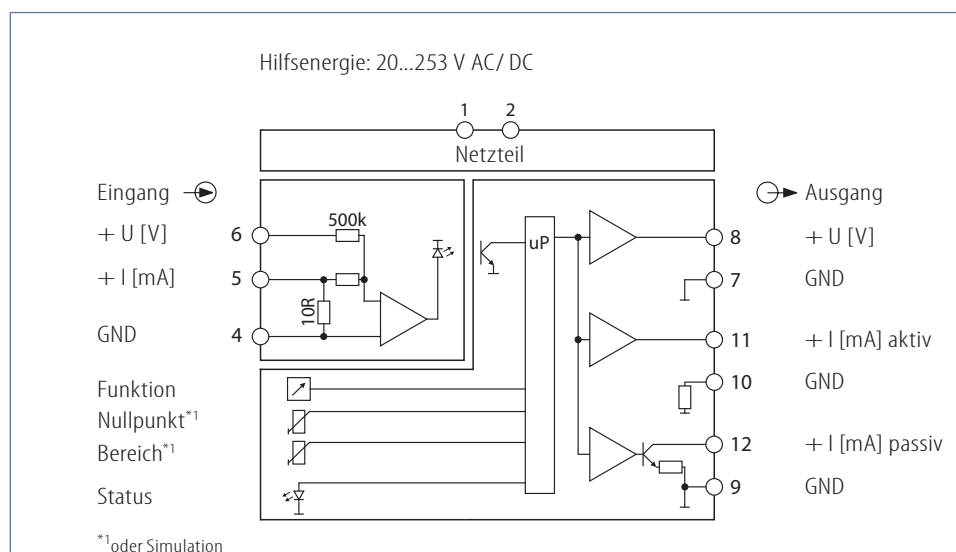 Hilfsenergie: 20...253 V AC/ DC
1 2
Netzteil
Eingang
Ausgang
+ U [V] 6 500k
uP
8 + U [V]
+ I [mA] 5
7 GND
10R
GND 4
11 + I [mA] aktiv
10 GND
Funktion
Nullpunkt*1
Bereich*1
12 + I [mA] passiv
Status
9 GND
*1oder Simulation